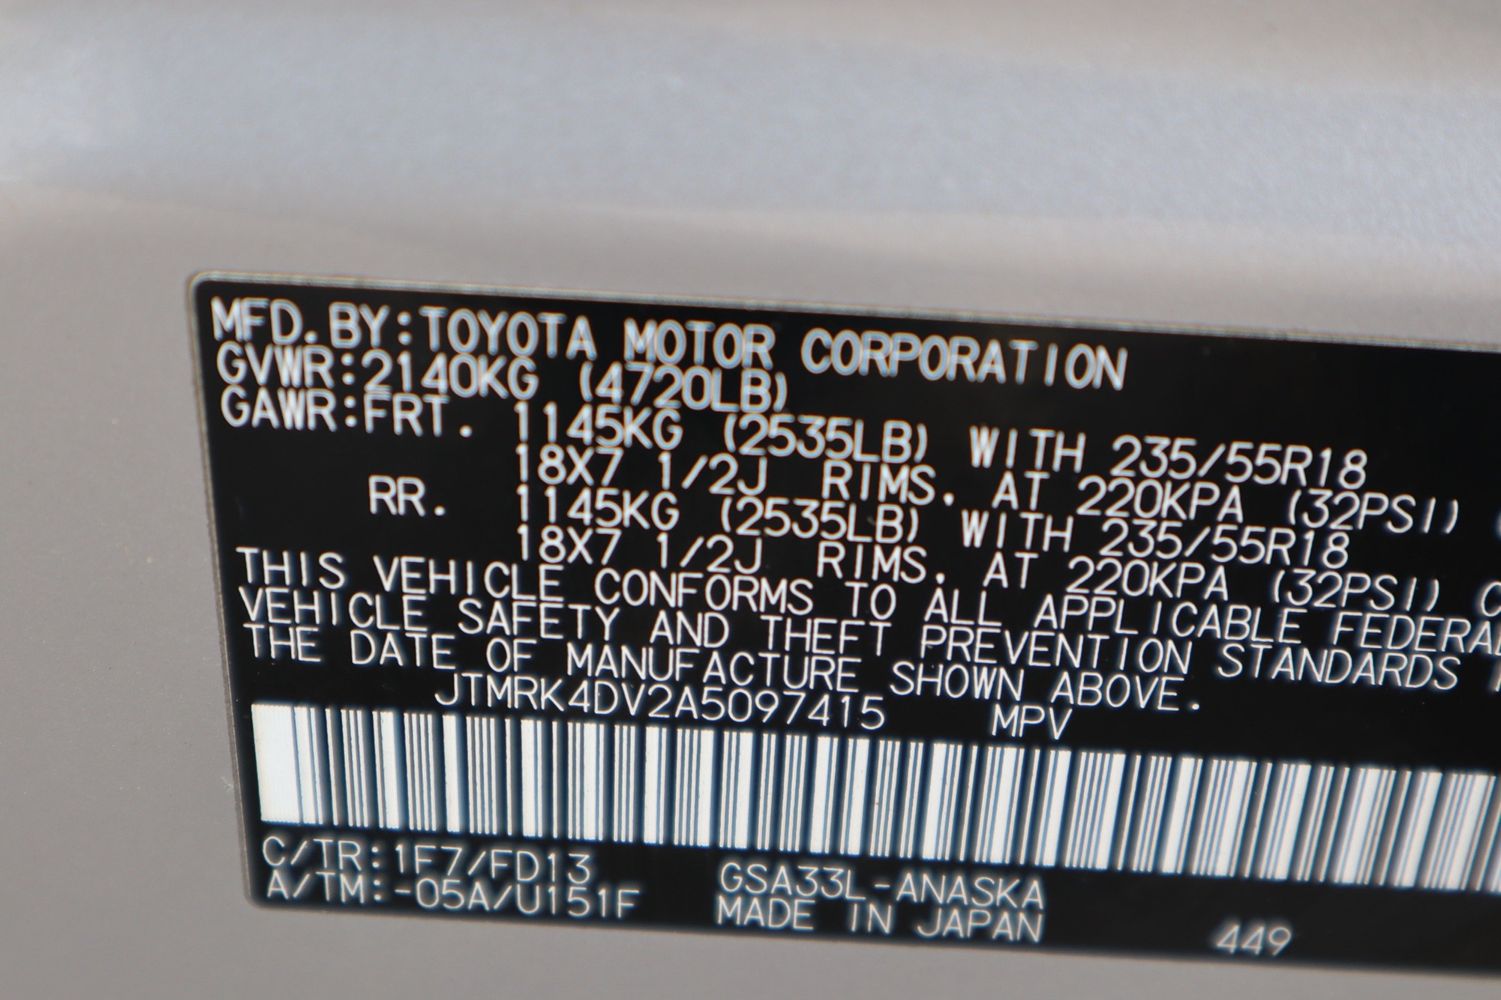 MFD. BY:TOYOTA MOTOR CORPORATION
GVWR:2140KG (4720LB)
GAWR:FRT. 1145KG (2535LB) WITH 235/55R18
18X7 1/2J RIMS, AT 220KPA (32PSI)
RR. 1145KG (2535LB) WITH 235/55R18
18X7 1/2J RIMS, AT 220KPA (32PSI)
THIS VEHICLE CONFORMS TO ALL APPLICABLE FEDERAL
VEHICLE SAFETY AND THEFT PREVENTION STANDARDS
THE DATE OF MANUFACTURE SHOWN ABOVE.
JTMRK4DV2A5097415 MPV
C/TR:1F7/FD13 GSA33L-ANASKA
A/TM:-05A/U151F MADE IN JAPAN 449